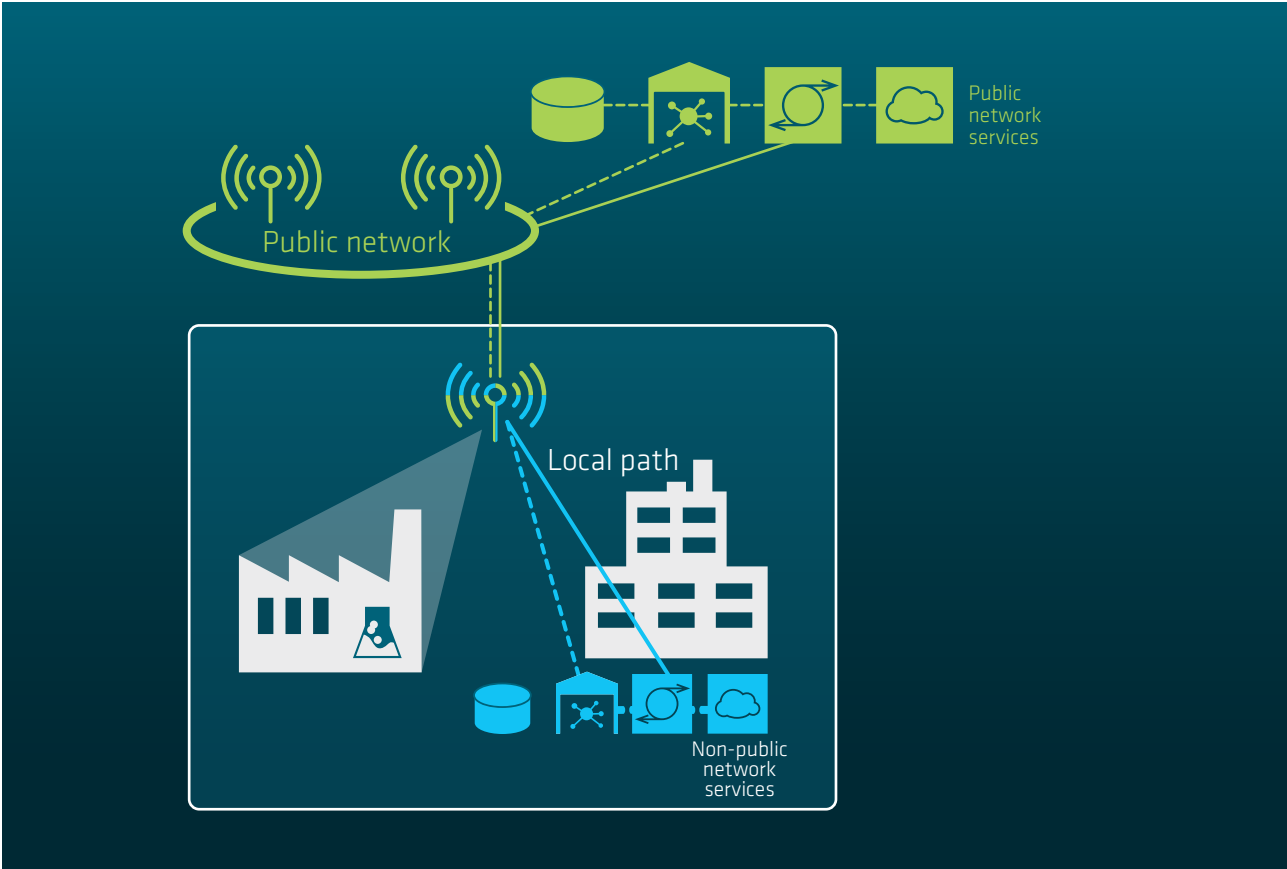 Public
network
services
Public network
Local path
Non-public
network
services